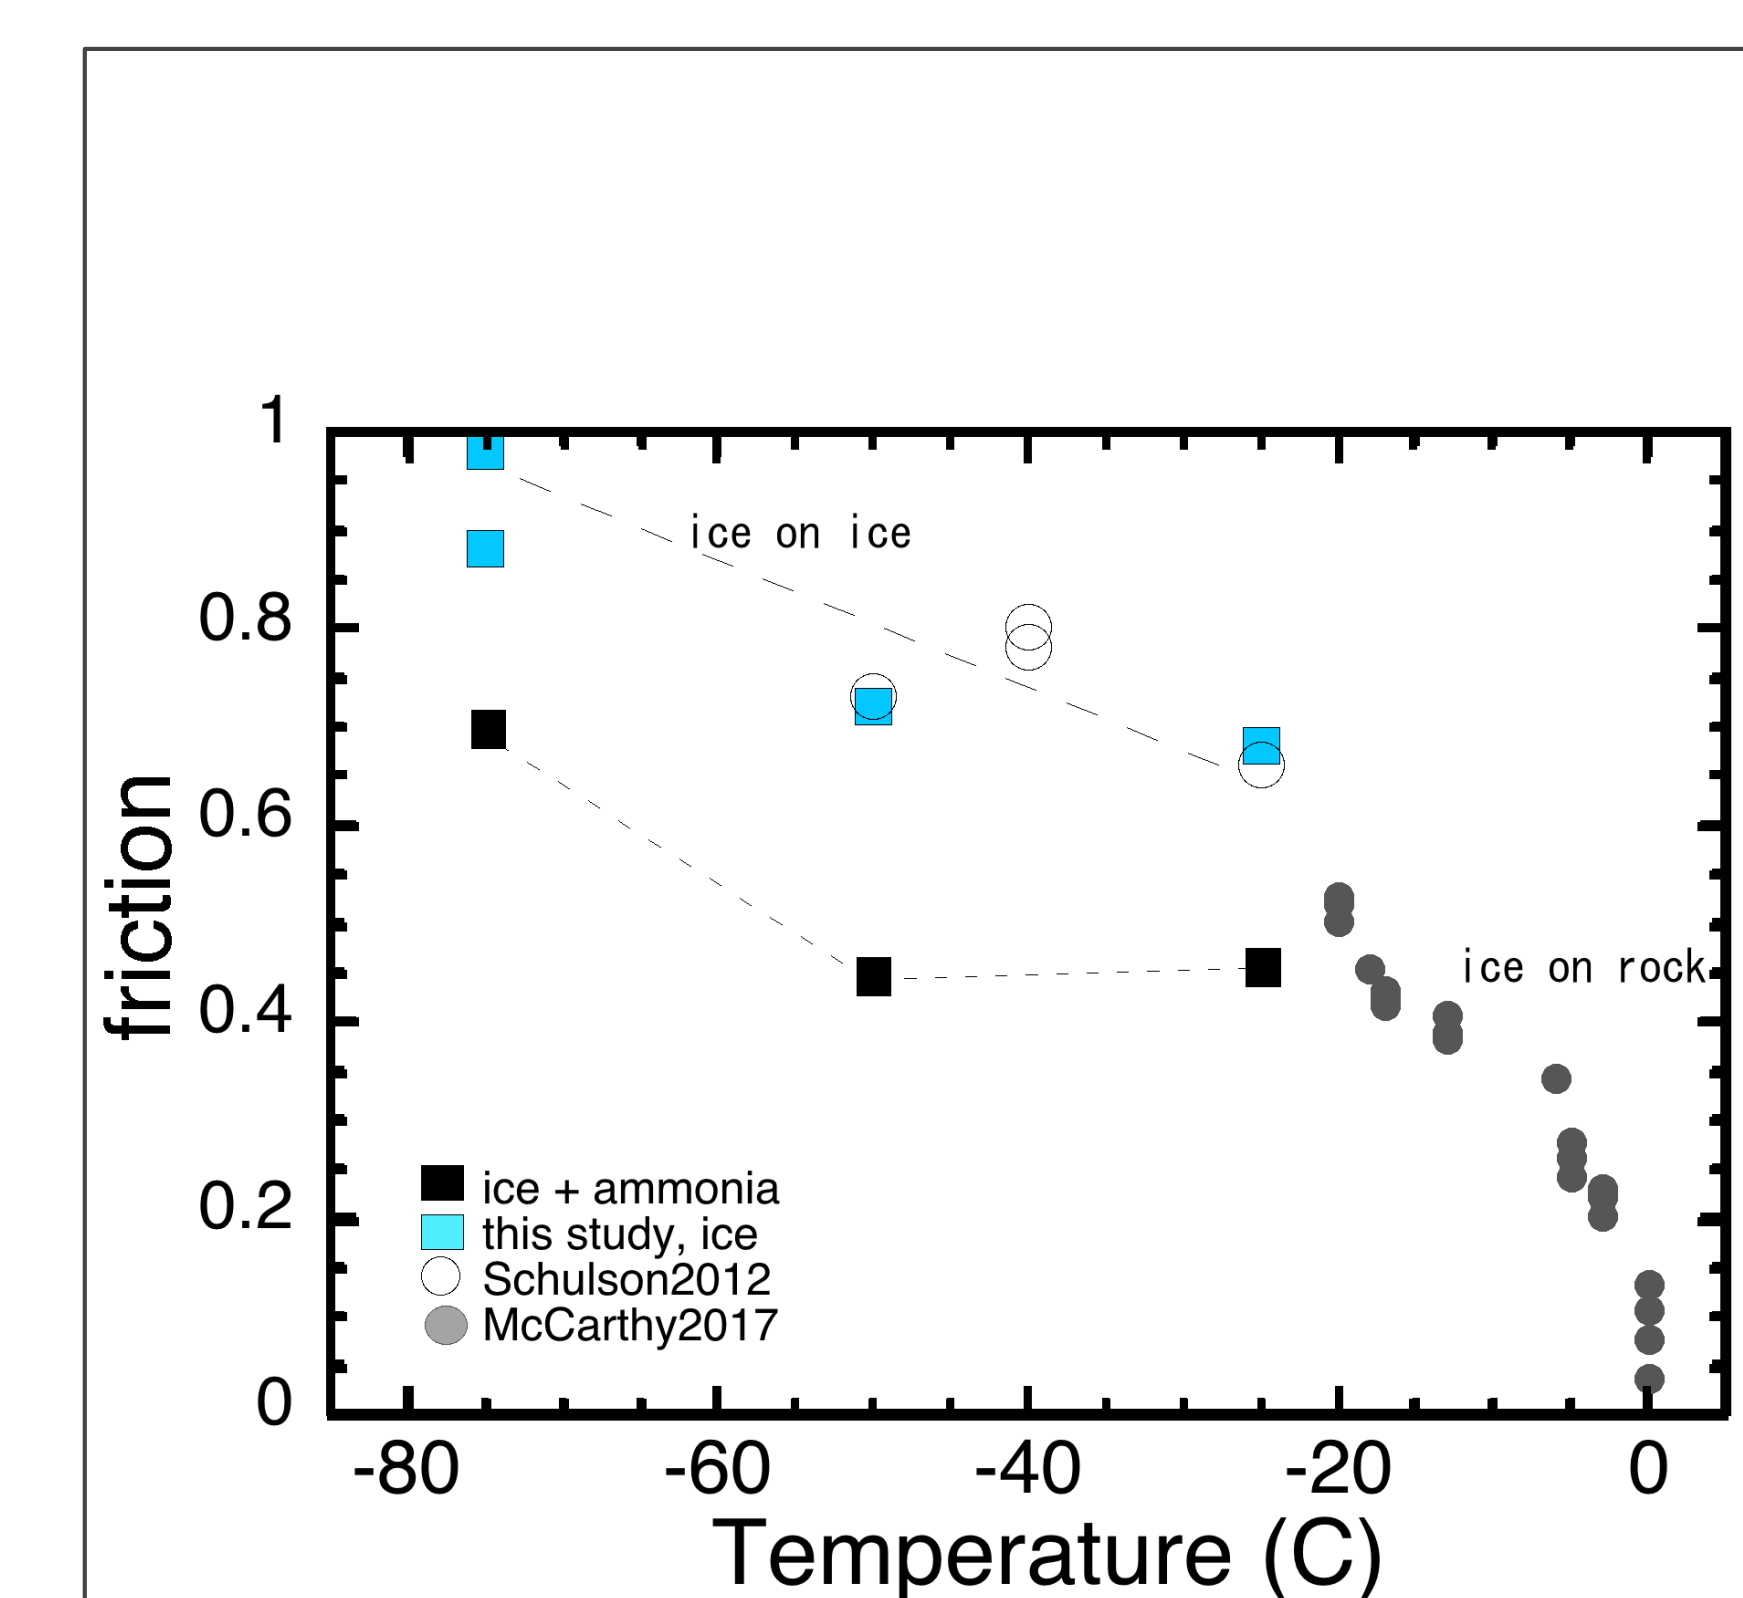 1
ice on ice
0.8
0.6
friction
ice on rock
0.4
0.2
ice + ammonia
this study, ice
Schulson2012
McCarthy2017
0
-80 -60 -40 -20 0
Temperature (C)